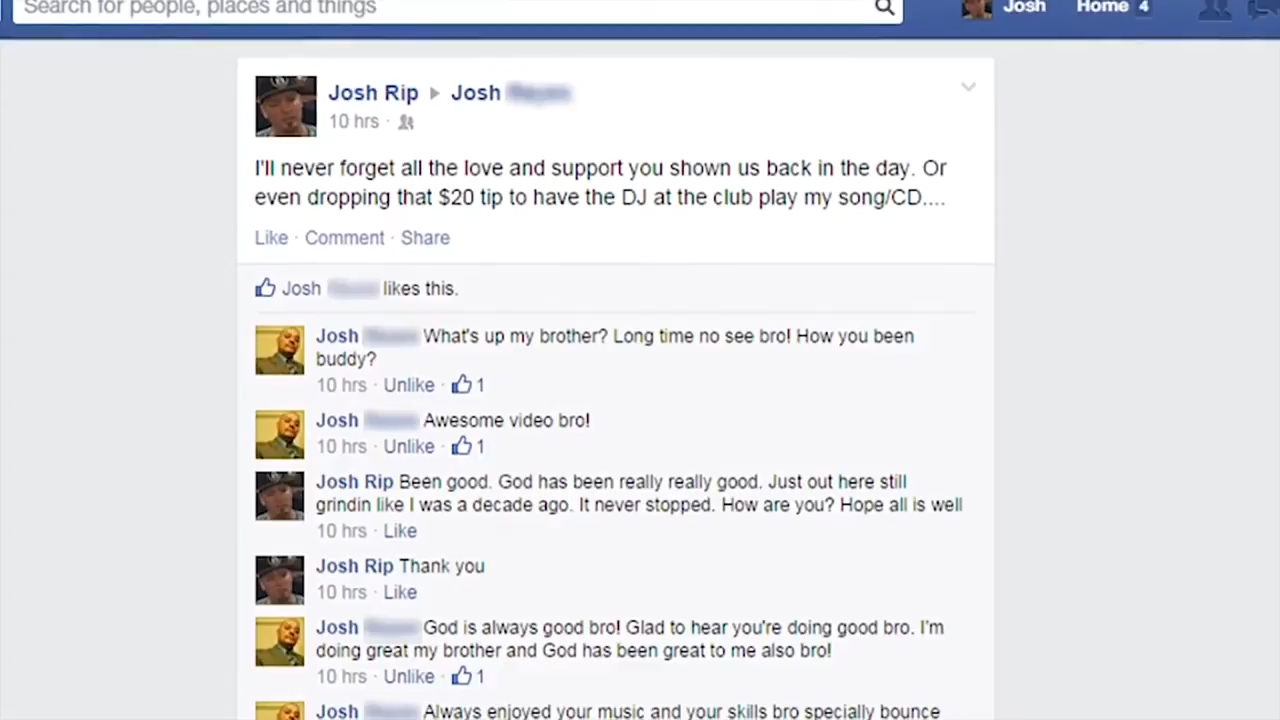 Search for people, places and things
Josh Home 4
Josh Rip ▸ Josh
10 hrs ·
I'll never forget all the love and support you shown us back in the day. Or
even dropping that $20 tip to have the DJ at the club play my song/CD....
Like · Comment · Share
Josh likes this.
Josh What's up my brother? Long time no see bro! How you been
buddy?
10 hrs · Unlike · 1
Josh Awesome video bro!
10 hrs · Unlike · 1
Josh Rip Been good. God has been really really good. Just out here still
grindin like I was a decade ago. It never stopped. How are you? Hope all is well
10 hrs · Like
Josh Rip Thank you
10 hrs · Like
Josh God is always good bro! Glad to hear you're doing good bro. I'm
doing great my brother and God has been great to me also bro!
10 hrs · Unlike · 1
Josh Always enjoyed your music and your skills bro specially bounce